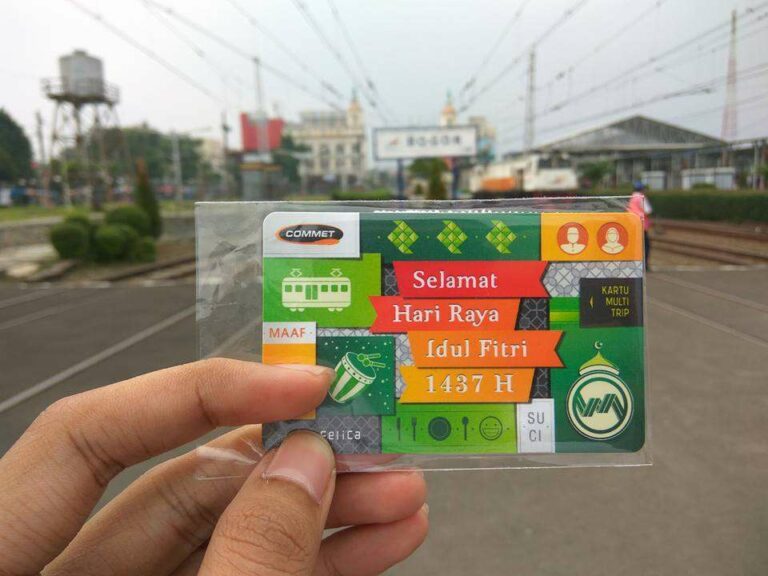 BOGOR
COMMET
Selamat
Hari Raya
Idul Fitri
1437 H
KARTU
MULTI
TRIP
MAAF
SU
CI
FeliCa